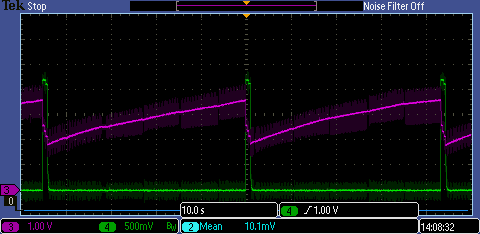 Tek Stop Noise Filter Off
3
0
10.0 s 4 1.00 V
3 1.00 V 4 500mV Bw 2 Mean 10.1mV 14:08:32